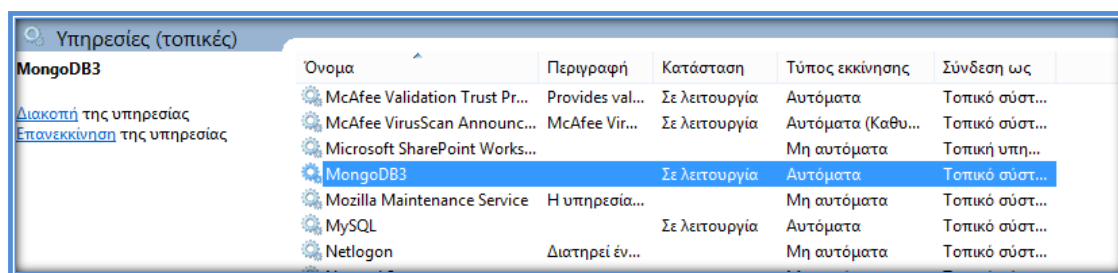 Υπηρεσίες (τοπικές)
MongoDB3
Διακοπή της υπηρεσίας
Επανεκκίνηση της υπηρεσίας
Όνομα Περιγραφή Κατάσταση Τύπος εκκίνησης Σύνδεση ως
McAfee Validation Trust Pr... Provides val... Σε λειτουργία Αυτόματα Τοπικό σύστ...
McAfee VirusScan Announc... McAfee Vir... Σε λειτουργία Αυτόματα (Καθυ... Τοπικό σύστ...
Microsoft SharePoint Works... Μη αυτόματα Τοπική υπη...
MongoDB3 Σε λειτουργία Αυτόματα Τοπικό σύστ...
Mozilla Maintenance Service Η υπηρεσία... Μη αυτόματα Τοπικό σύστ...
MySQL Σε λειτουργία Αυτόματα Τοπικό σύστ...
Netlogon Διατηρεί έν... Μη αυτόματα Τοπικό σύστ...